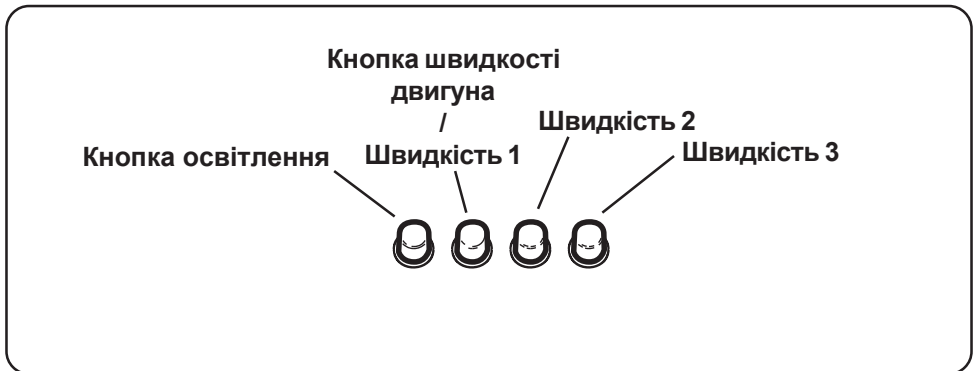 Кнопка швидкості
двигуна
/
Швидкість 1
Швидкість 2
Швидкість 3
Кнопка освітлення